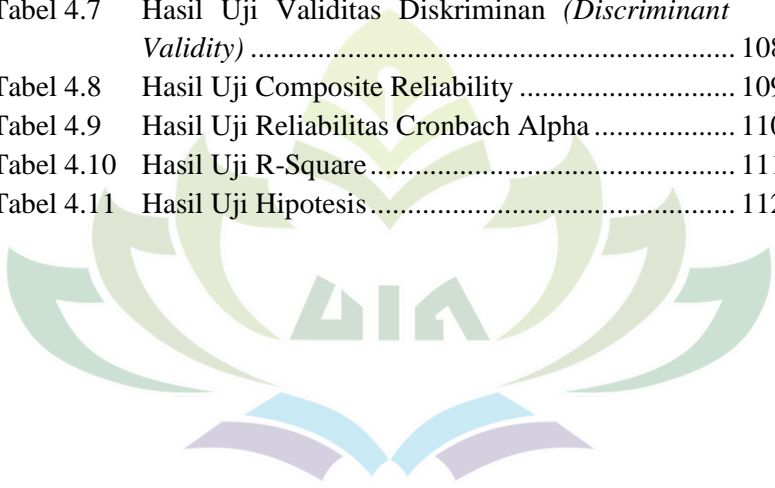 Tabel 4.7 Hasil Uji Validitas Diskriminan (Discriminant
Validity) ........................................................ 108
Tabel 4.8 Hasil Uji Composite Reliability ......................... 109
Tabel 4.9 Hasil Uji Reliabilitas Cronbach Alpha ................. 110
Tabel 4.10 Hasil Uji R-Square ........................................... 111
Tabel 4.11 Hasil Uji Hipotesis ........................................... 112
UIN